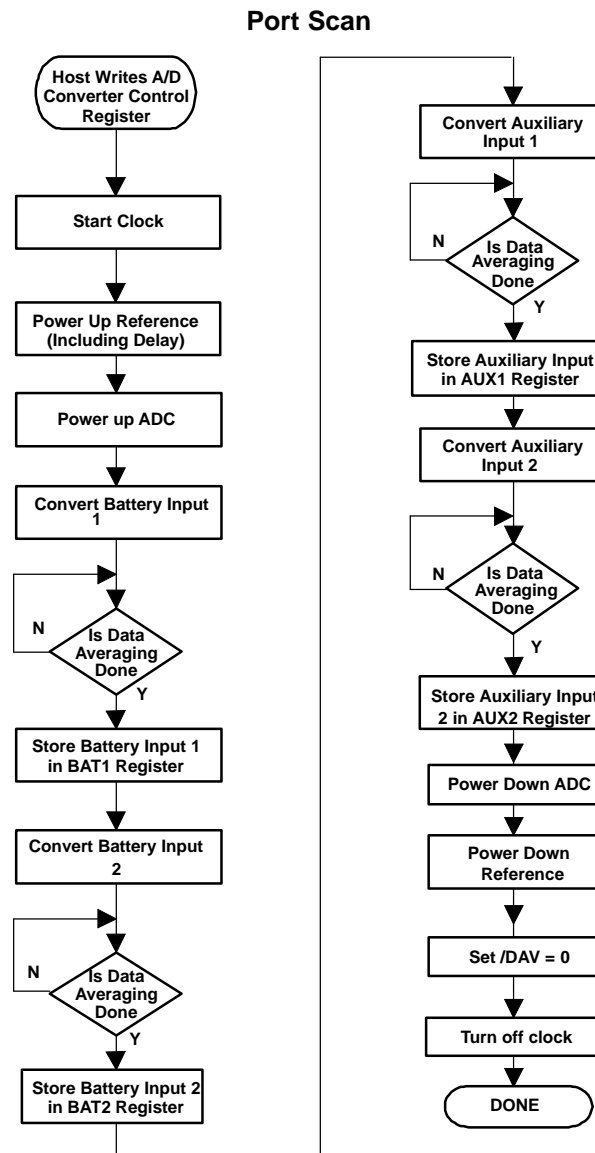 Port Scan
Host Writes A/D
Converter Control
Register
Start Clock
Power Up Reference
(Including Delay)
Power up ADC
Convert Battery Input
1
N
Is Data
Averaging
Done
Y
Store Battery Input 1
in BAT1 Register
Convert Battery Input
2
N
Is Data
Averaging
Done
Y
Store Battery Input 2
in BAT2 Register
Convert Auxiliary
Input 1
N
Is Data
Averaging
Done
Y
Store Auxiliary Input
in AUX1 Register
Convert Auxiliary
Input 2
N
Is Data
Averaging
Done
Y
Store Auxiliary Input
2 in AUX2 Register
Power Down ADC
Power Down
Reference
Set /DAV = 0
Turn off clock
DONE